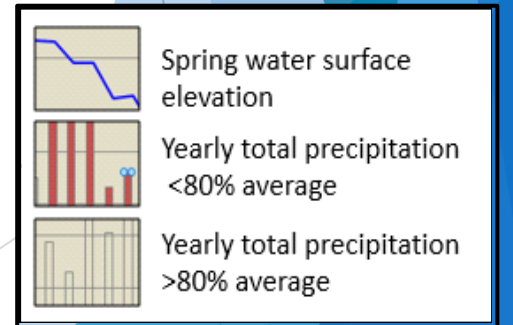 Spring water surface
elevation
Yearly total precipitation
<80% average
Yearly total precipitation
>80% average